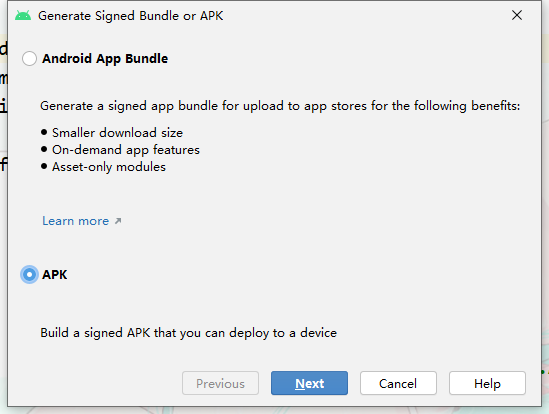 Generate Signed Bundle or APK
Android App Bundle
Generate a signed app bundle for upload to app stores for the following benefits:
• Smaller download size
• On-demand app features
• Asset-only modules
Learn more ↗
APK
Build a signed APK that you can deploy to a device
Previous
Next
Cancel
Help